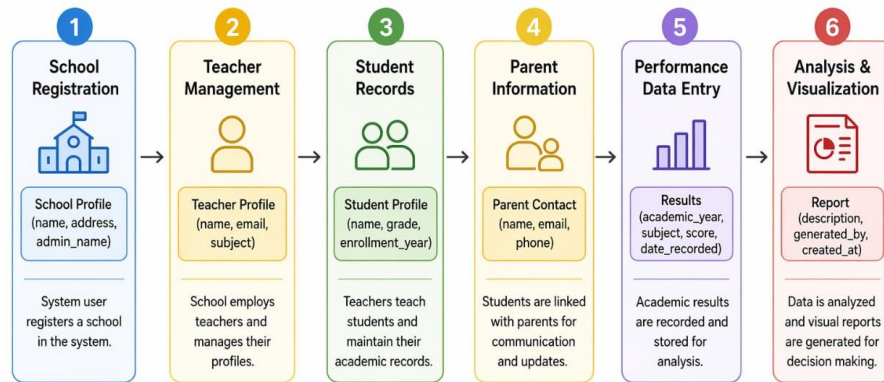 1
School
Registration
School Profile
(name, address,
admin_name)
System user
registers a school
in the system.
2
Teacher
Management
Teacher Profile
(name, email,
subject)
School employs
teachers and
manages their
profiles.
3
Student
Records
Student Profile
(name, grade,
enrollment_year)
Teachers teach
students and
maintain their
academic records.
4
Parent
Information
Parent Contact
(name, email,
phone)
Students are linked
with parents for
communication
and updates.
5
Performance
Data Entry
Results
(academic_year,
subject, score,
date_recorded)
Academic results
are recorded and
stored for
analysis.
6
Analysis &
Visualization
Report
(description,
generated_by,
created_at)
Data is analyzed
and visual reports
are generated for
decision making.